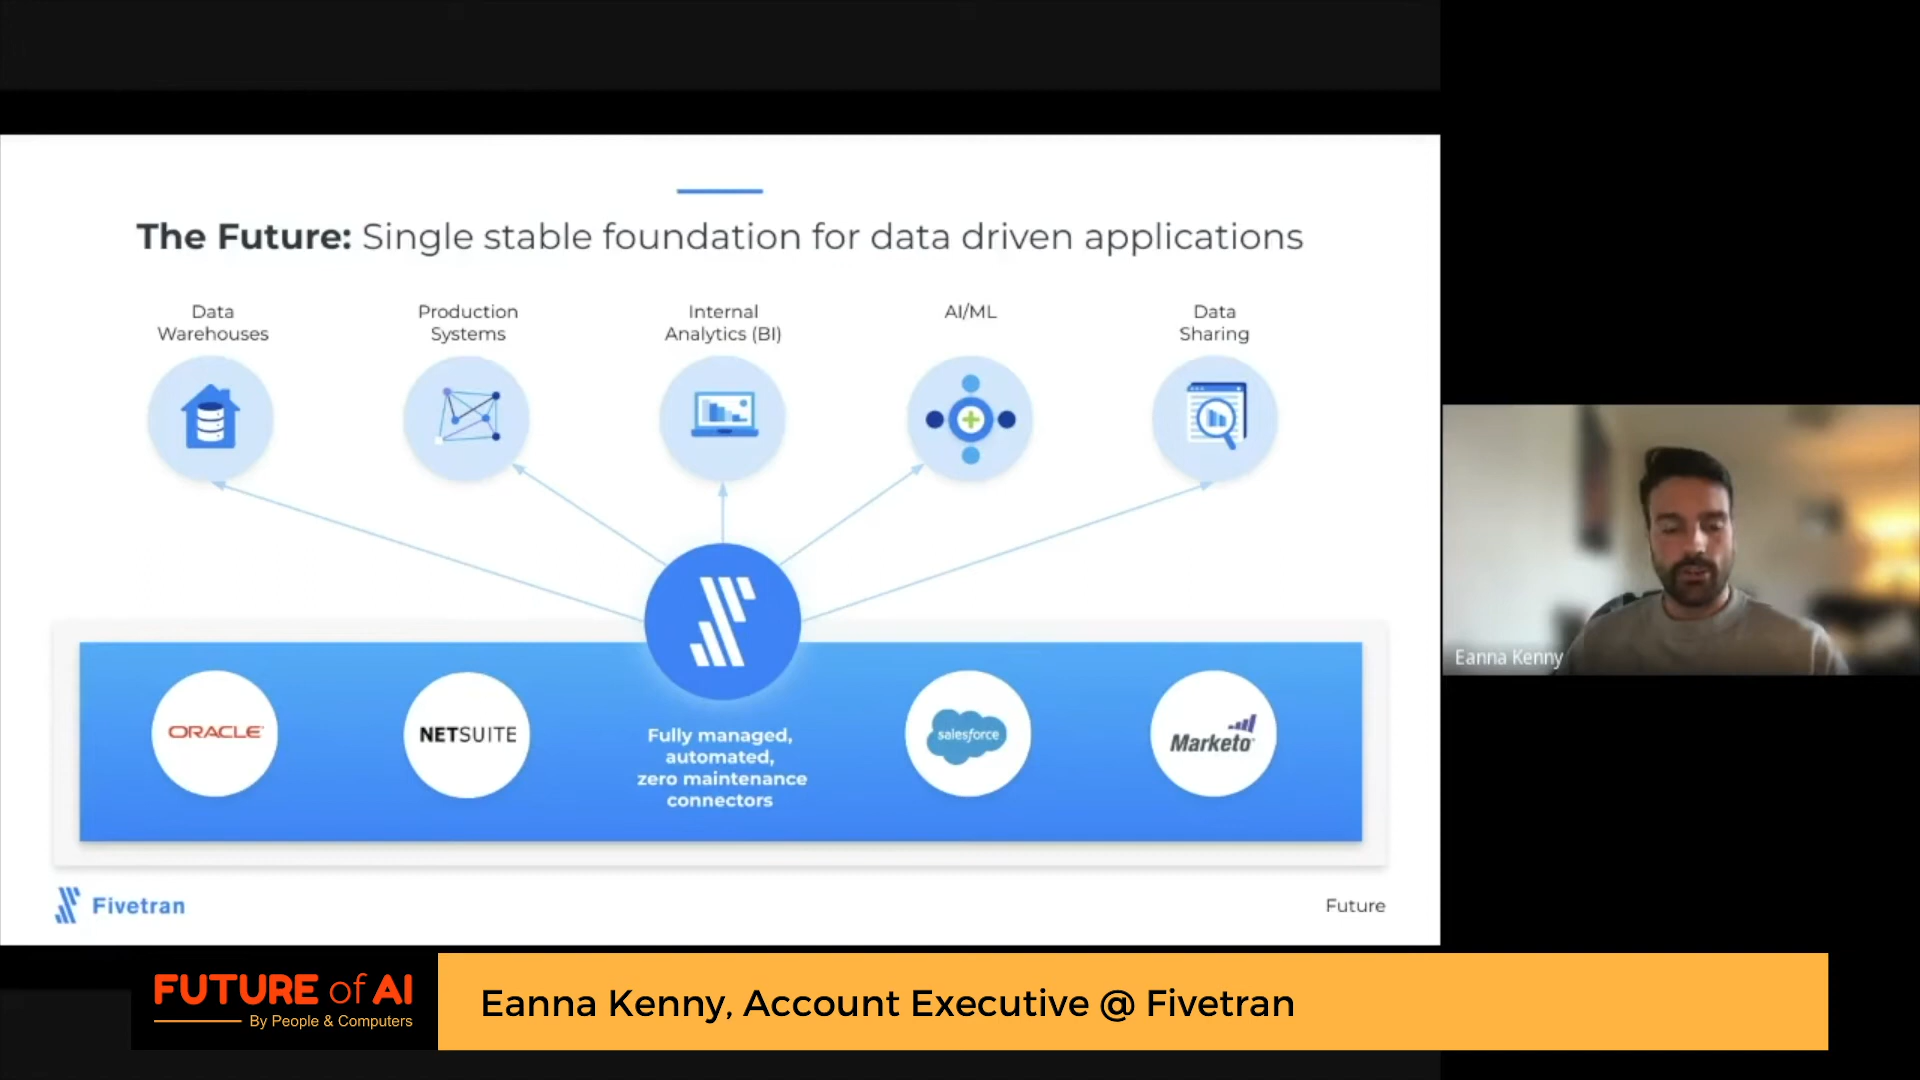 The Future: Single stable foundation for data driven applications
Data
Warehouses
Production
Systems
Internal
Analytics (BI)
AI/ML
Data
Sharing
ORACLE
NETSUITE
Fully managed,
automated,
zero maintenance
connectors
salesforce
Marketo
Fivetran
Future
Eanna Kenny
FUTURE of AI
By People & Computers
Eanna Kenny, Account Executive @ Fivetran